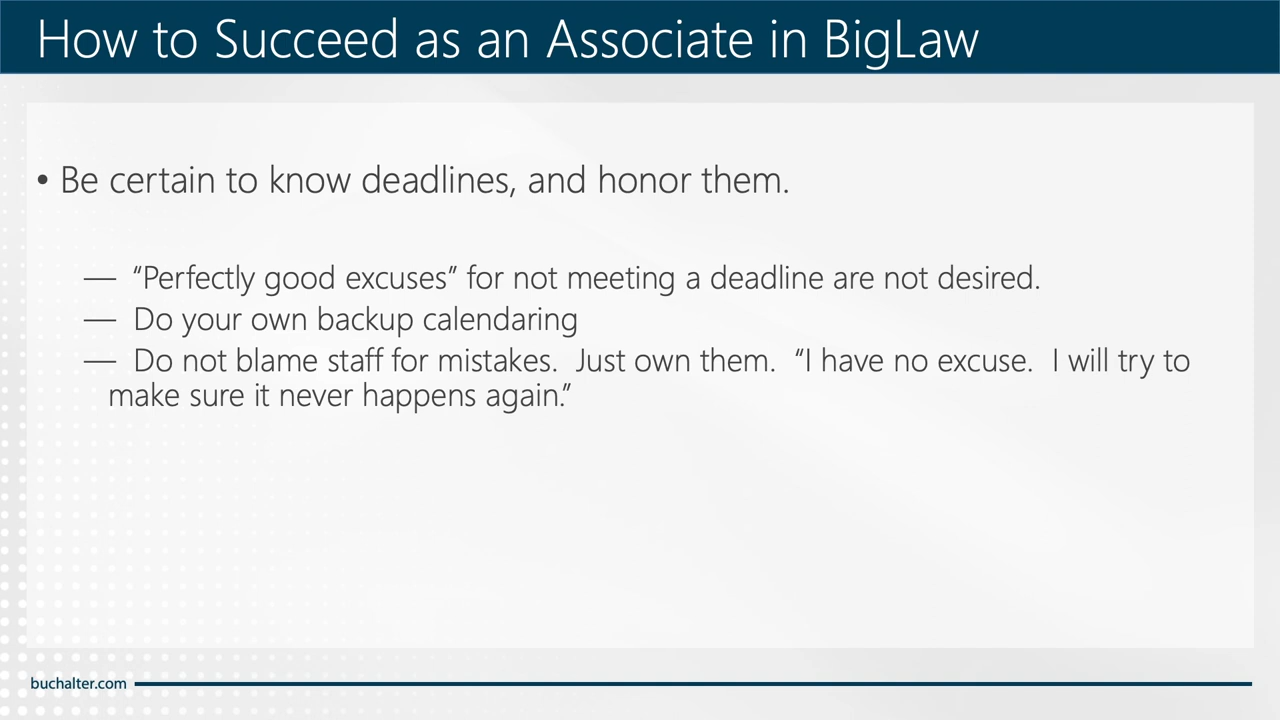 How to Succeed as an Associate in BigLaw
• Be certain to know deadlines, and honor them.
— “Perfectly good excuses” for not meeting a deadline are not desired.
— Do your own backup calendaring
— Do not blame staff for mistakes.  Just own them.  “I have no excuse.  I will try to
make sure it never happens again.”
buchalter.com